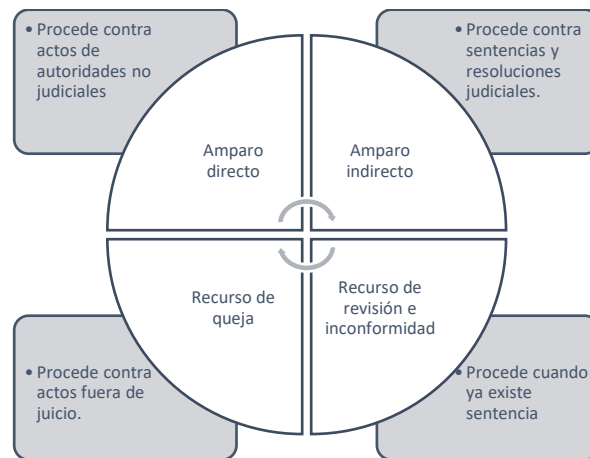 • Procede contra
actos de
autoridades no
judiciales
• Procede contra
sentencias y
resoluciones
judiciales.
Amparo
directo
Amparo
indirecto
Recurso de
queja
Recurso de
revisión e
inconformidad
• Procede contra
actos fuera de
juicio.
• Procede cuando
ya existe
sentencia